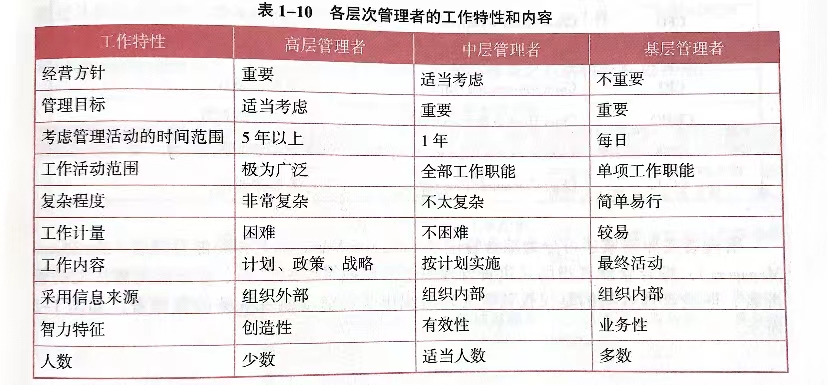 表 1-10 各层次管理者的工作特性和内容
工作特性 高层管理者 中层管理者 基层管理者
经营方针 重要 适当考虑 不重要
管理目标 适当考虑 重要 重要
考虑管理活动的时间范围 5 年以上 1 年 每日
工作活动范围 极为广泛 全部工作职能 单项工作职能
复杂程度 非常复杂 不太复杂 简单易行
工作计量 困难 不困难 较易
工作内容 计划、政策、战略 按计划实施 最终活动
采用信息来源 组织外部 组织内部 组织内部
智力特征 创造性 有效性 业务性
人数 少数 适当人数 多数